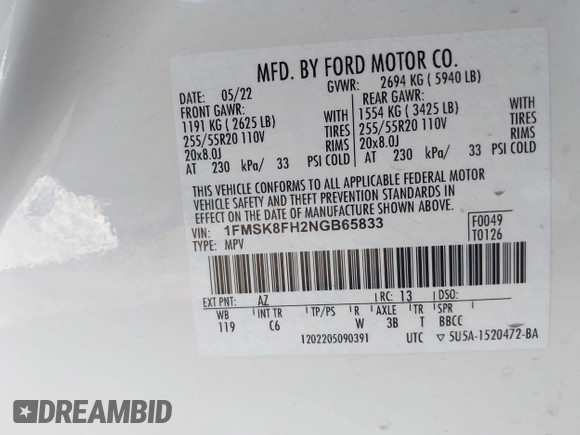 MFD. BY FORD MOTOR CO.
DATE: 05/22 GVWR: 2694 KG ( 5940 LB)
FRONT GAWR: REAR GAWR:
1191 KG ( 2625 LB) WITH 1554 KG ( 3425 LB) WITH
255/55R20 110V TIRES 255/55R20 110V TIRES
20x8.0J RIMS 20x8.0J RIMS
AT 230 kPa/ 33 PSI COLD AT 230 kPa/ 33 PSI COLD
THIS VEHICLE CONFORMS TO ALL APPLICABLE FEDERAL MOTOR
VEHICLE SAFETY AND THEFT PREVENTION STANDARDS IN
EFFECT ON THE DATE OF MANUFACTURE SHOWN ABOVE.
VIN: 1FMSK8FH2NGB65833 F0049
TYPE: MPV T0126
EXT PNT: AZ RC: 13 DSO:
WB INT TR TP/PS R AXLE TR SPR
119 C6 W 3B T BBCC
1202205090391 UTC ▽ 5U5A-1520472-BA
DREAMBID